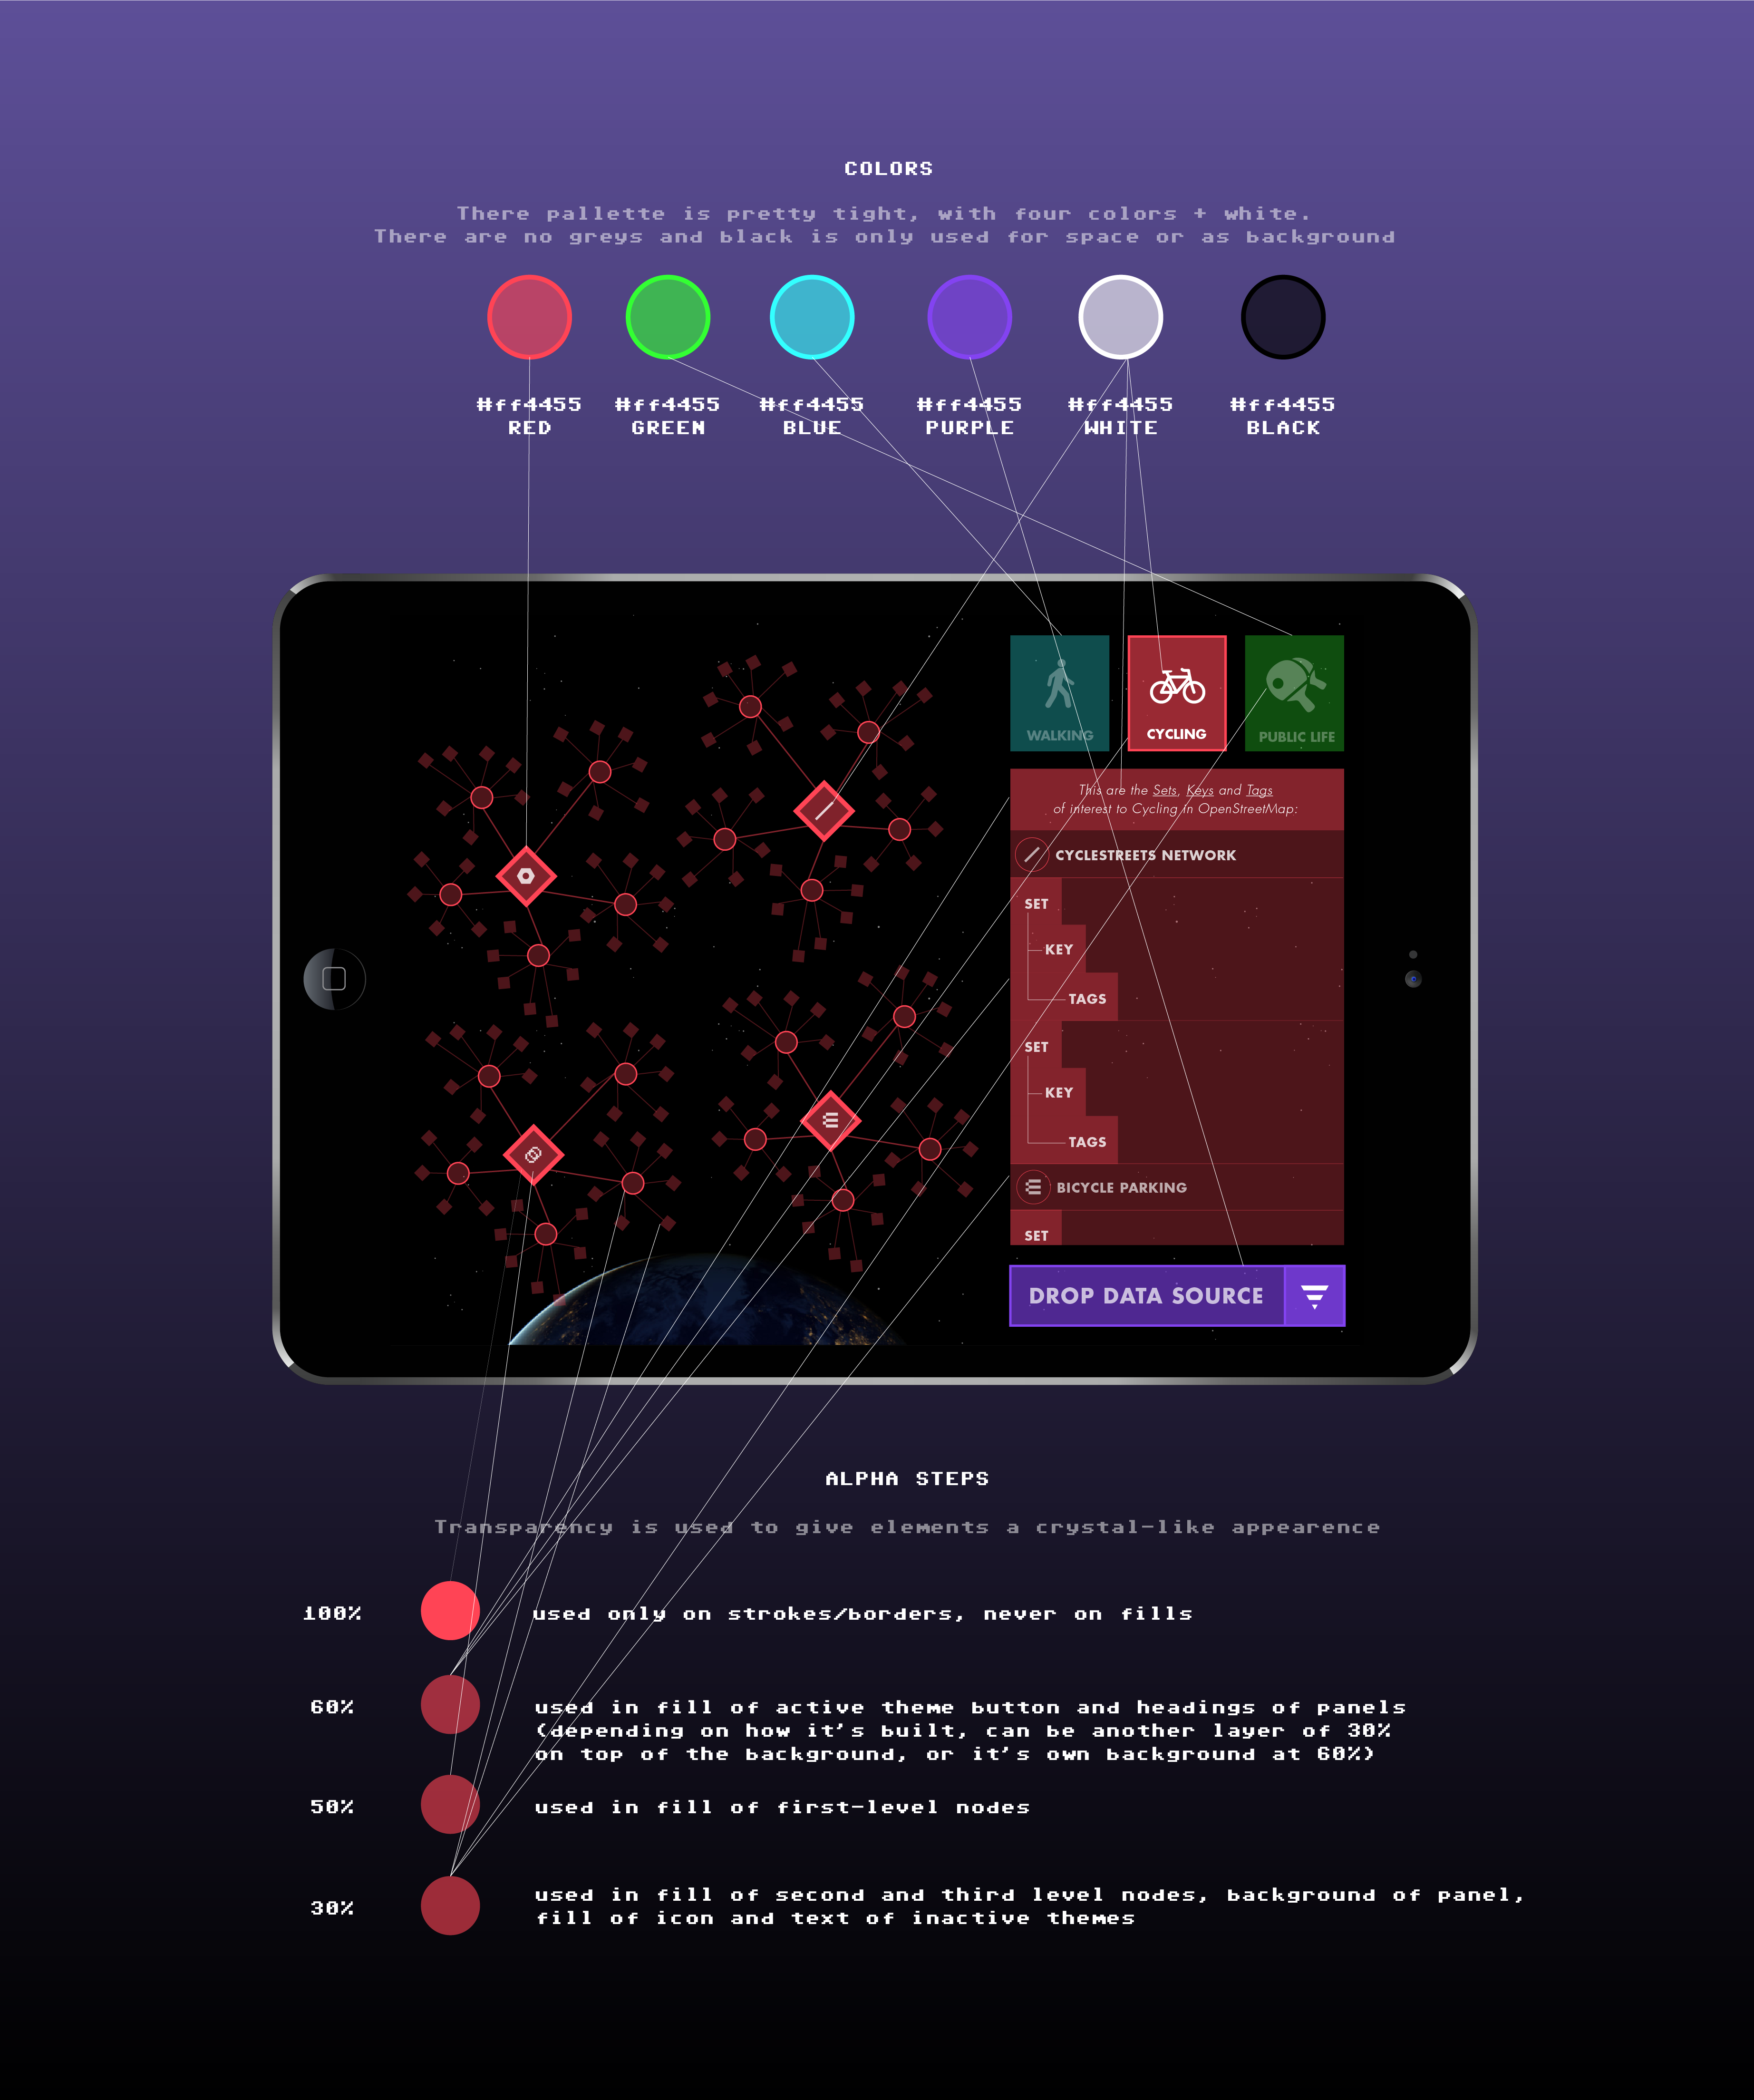 COLORS
There pallette is pretty tight, with four colors + white.
There are no greys and black is only used for space or as background
#ff4455 #ff4455 #ff4455 #ff4455 #ff4455 #ff4455
RED GREEN BLUE PURPLE WHITE BLACK
WALKING CYCLING PUBLIC LIFE
This are the Sets, Keys and Tags
of interest to Cycling in OpenStreetMap:
CYCLESTREETS NETWORK
SET
KEY
TAGS
SET
KEY
TAGS
BICYCLE PARKING
SET
DROP DATA SOURCE
ALPHA STEPS
Transparency is used to give elements a crystal-like appearence
100% used only on strokes/borders, never on fills
60% used in fill of active theme button and headings of panels
(depending on how it's built, can be another layer of 30%
on top of the background, or it's own background at 60%)
50% used in fill of first-level nodes
30% used in fill of second and third level nodes, background of panel,
fill of icon and text of inactive themes